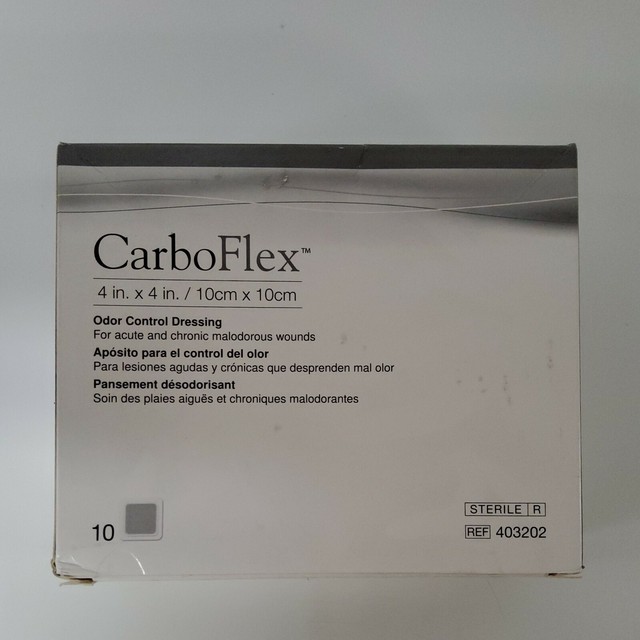 CarboFlex™
4 in. x 4 in. / 10cm x 10cm
Odor Control Dressing
For acute and chronic malodorous wounds
Apósito para el control del olor
Para lesiones agudas y crónicas que desprenden mal olor
Pansement désodorisant
Soin des plaies aiguës et chroniques malodorantes
10
STERILE R
REF 403202